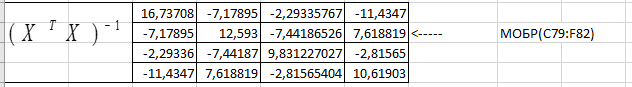 16,73708 -7,17895 -2,29335767 -11,4347
(X^T X)^-1 -7,17895 12,593 -7,44186526 7,618819 <----- МОБР(C79:F82)
-2,29336 -7,44187 9,831227027 -2,81565
-11,4347 7,618819 -2,81565404 10,61903